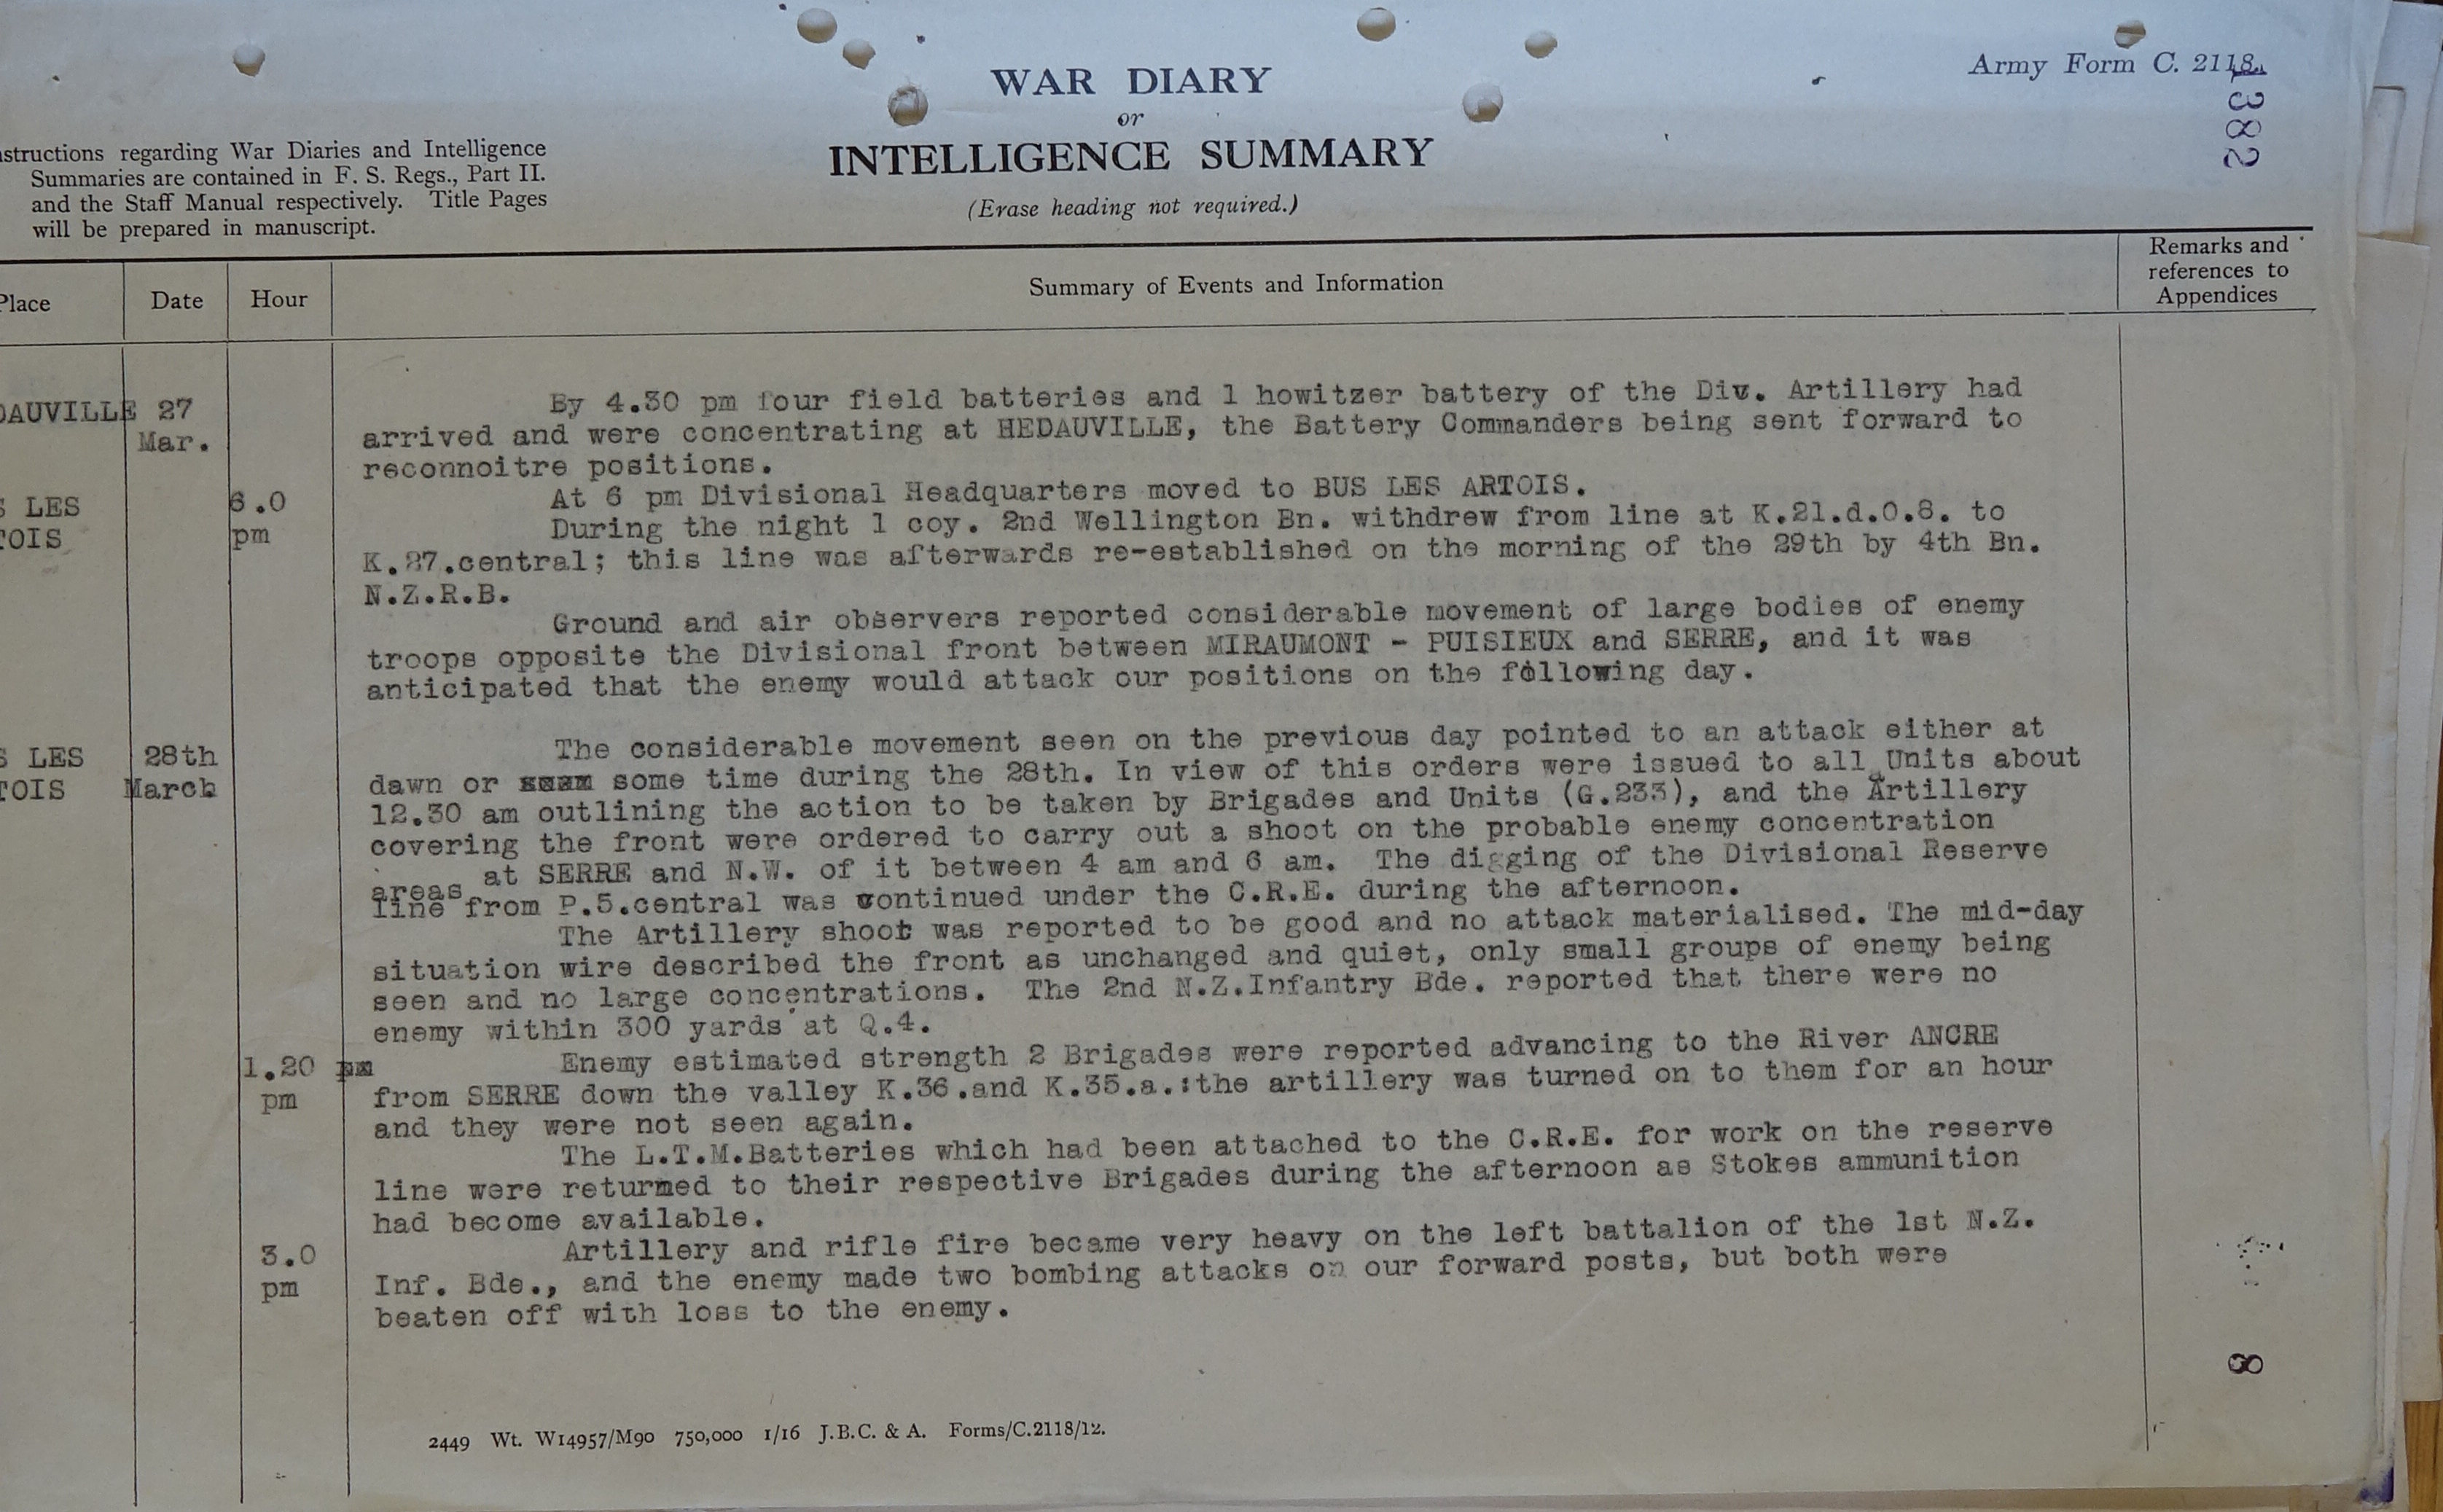 WAR DIARY
or
INTELLIGENCE SUMMARY
(Erase heading not required.)
Army Form C. 2118.
1382
structions regarding War Diaries and Intelligence
Summaries are contained in F. S. Regs., Part II.
and the Staff Manual respectively. Title Pages
will be prepared in manuscript.
Place Date Hour Summary of Events and Information Remarks and references to Appendices
DAUVILLE 27 Mar.
By 4.30 pm four field batteries and 1 howitzer battery of the Div. Artillery had
arrived and were concentrating at HEDAUVILLE, the Battery Commanders being sent forward to
reconnoitre positions.
S LES TOIS 6.0 pm
At 6 pm Divisional Headquarters moved to BUS LES ARTOIS.
During the night 1 coy. 2nd Wellington Bn. withdrew from line at K.21.d.0.8. to
K.27.central; this line was afterwards re-established on the morning of the 29th by 4th Bn.
N.Z.R.B.
Ground and air observers reported considerable movement of large bodies of enemy
troops opposite the Divisional front between MIRAUMONT - PUISIEUX and SERRE, and it was
anticipated that the enemy would attack our positions on the following day.
S LES TOIS 28th March
The considerable movement seen on the previous day pointed to an attack either at
dawn or some time during the 28th. In view of this orders were issued to all Units about
12.30 am outlining the action to be taken by Brigades and Units (G.233), and the Artillery
covering the front were ordered to carry out a shoot on the probable enemy concentration
areas at SERRE and N.W. of it between 4 am and 6 am. The digging of the Divisional Reserve
line from P.5.central was continued under the C.R.E. during the afternoon.
The Artillery shoot was reported to be good and no attack materialised. The mid-day
situation wire described the front as unchanged and quiet, only small groups of enemy being
seen and no large concentrations. The 2nd N.Z.Infantry Bde. reported that there were no
enemy within 300 yards at Q.4.
1.20 pm
Enemy estimated strength 2 Brigades were reported advancing to the River ANCRE
from SERRE down the valley K.36.and K.35.a.:the artillery was turned on to them for an hour
and they were not seen again.
The L.T.M.Batteries which had been attached to the C.R.E. for work on the reserve
line were returned to their respective Brigades during the afternoon as Stokes ammunition
had become available.
3.0 pm
Artillery and rifle fire became very heavy on the left battalion of the 1st N.Z.
Inf. Bde., and the enemy made two bombing attacks on our forward posts, but both were
beaten off with loss to the enemy.
8
2449 Wt. W14957/M90 750,000 1/16 J.B.C. & A. Forms/C.2118/12.